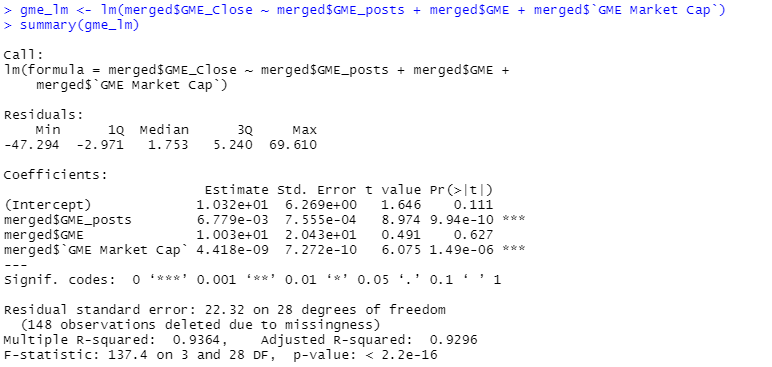 > gme_lm <- lm(merged$GME_Close ~ merged$GME_posts + merged$GME + merged$`GME Market Cap`)
> summary(gme_lm)
Call:
lm(formula = merged$GME_Close ~ merged$GME_posts + merged$GME +
    merged$`GME Market Cap`)
Residuals:
    Min      1Q  Median      3Q     Max
-47.294  -2.971   1.753   5.240  69.610
Coefficients:
                         Estimate Std. Error t value Pr(>|t|)
(Intercept)             1.032e+01  6.269e+00   1.646    0.111
merged$GME_posts        6.779e-03  7.555e-04   8.974 9.94e-10 ***
merged$GME              1.003e+01  2.043e+01   0.491    0.627
merged$`GME Market Cap` 4.418e-09  7.272e-10   6.075 1.49e-06 ***
---
Signif. codes:  0 ‘***’ 0.001 ‘**’ 0.01 ‘*’ 0.05 ‘.’ 0.1 ‘ ’ 1
Residual standard error: 22.32 on 28 degrees of freedom
  (148 observations deleted due to missingness)
Multiple R-squared:  0.9364,    Adjusted R-squared:  0.9296
F-statistic: 137.4 on 3 and 28 DF,  p-value: < 2.2e-16